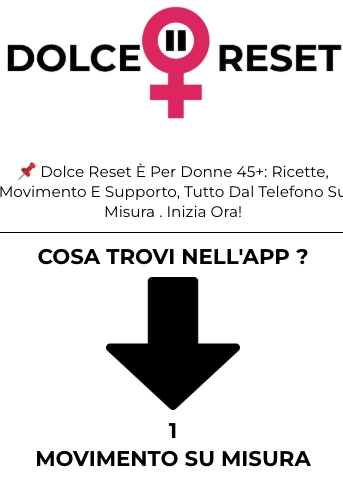 DOLCE RESET
📌 Dolce Reset È Per Donne 45+: Ricette,
Movimento E Supporto, Tutto Dal Telefono Su
Misura . Inizia Ora!
COSA TROVI NELL'APP ?
1
MOVIMENTO SU MISURA